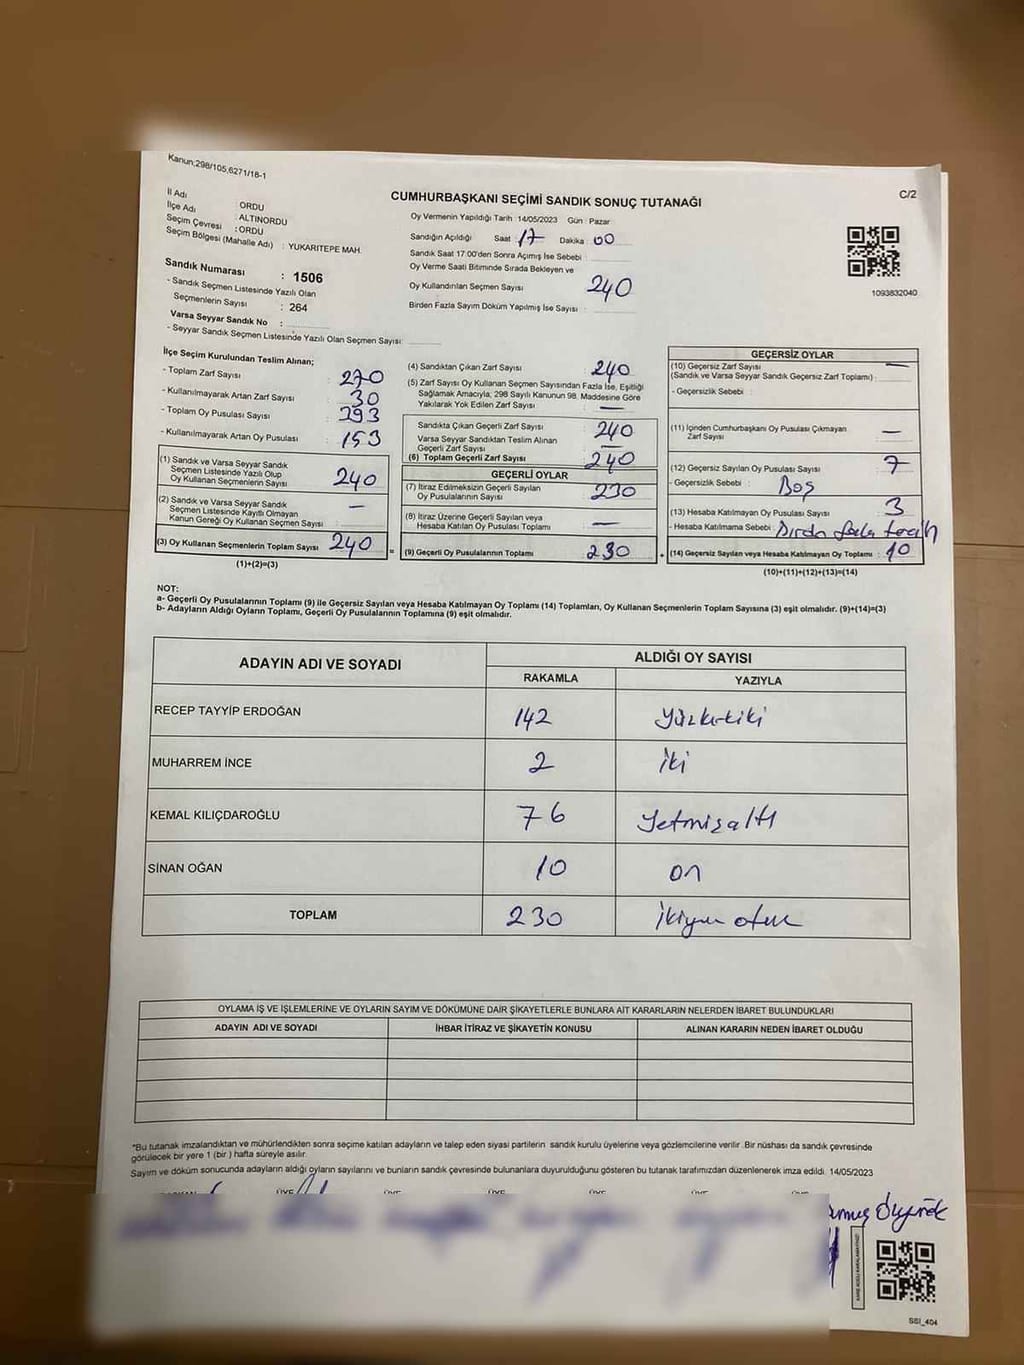 Kanun;298/105,6271/18-1
C/2
CUMHURBAŞKANI SEÇİMİ SANDIK SONUÇ TUTANAĞI
İl Adı : ORDU
İlçe Adı : ALTINORDU
Seçim Çevresi : ORDU
Seçim Bölgesi (Mahalle Adı) : YUKARITEPE MAH.
Sandık Numarası : 1506
- Sandık Seçmen Listesinde Yazılı Olan
Seçmenlerin Sayısı : 264
Varsa Seyyar Sandık No :
- Seyyar Sandık Seçmen Listesinde Yazılı Olan Seçmen Sayısı:
Oy Vermenin Yapıldığı Tarih :14/05/2023 Gün : Pazar
Sandığın Açıldığı Saat : 17 Dakika : 00
Sandık Saat 17.00'den Sonra Açımış İse Sebebi :
Oy Verme Saati Bitiminde Sırada Bekleyen ve
Oy Kullandırılan Seçmen Sayısı : 240
Birden Fazla Sayım Döküm Yapılmış İse Sayısı :
1093832040
İlçe Seçim Kurulundan Teslim Alınan;
- Toplam Zarf Sayısı : 270
- Kullanılmayarak Artan Zarf Sayısı : 30
- Toplam Oy Pusulası Sayısı : 393
- Kullanılmayarak Artan Oy Pusulası : 153
(1) Sandık ve Varsa Seyyar Sandık
Seçmen Listesinde Yazılı Olup
Oy Kullanan Seçmenlerin Sayısı : 240
(2) Sandık ve Varsa Seyyar Sandık
Seçmen Listesinde Kayıtlı Olmayan
Kanun Gereği Oy Kullanan Seçmen Sayısı : —
(3) Oy Kullanan Seçmenlerin Toplam Sayısı : 240
(1)+(2)=(3)
(4) Sandıktan Çıkan Zarf Sayısı : 240
(5) Zarf Sayısı Oy Kullanan Seçmen Sayısından Fazla İse, Eşitliği
Sağlamak Amacıyla; 298 Sayılı Kanunun 98. Maddesine Göre
Yakılarak Yok Edilen Zarf Sayısı : —
Sandıkta Çıkan Geçerli Zarf Sayısı : 240
Varsa Seyyar Sandıktan Teslim Alınan
Geçerli Zarf Sayısı : —
(6) Toplam Geçerli Zarf Sayısı : 240
GEÇERLİ OYLAR
(7) İtiraz Edilmeksizin Geçerli Sayılan
Oy Pusulalarının Sayısı : 230
(8) İtiraz Üzerine Geçerli Sayılan veya
Hesaba Katılan Oy Pusulası Toplamı : —
= (9) Geçerli Oy Pusulalarının Toplamı : 230
GEÇERSİZ OYLAR
(10) Geçersiz Zarf Sayısı —
(Sandık ve Varsa Seyyar Sandık Geçersiz Zarf Toplamı) :
- Geçersizlik Sebebi :
(11) İçinden Cumhurbaşkanı Oy Pusulası Çıkmayan
Zarf Sayısı : —
(12) Geçersiz Sayılan Oy Pusulası Sayısı : 7
- Geçersizlik Sebebi : Boş
(13) Hesaba Katılmayan Oy Pusulası Sayısı : 3
- Hesaba Katılmama Sebebi : Birden fazla tercih
+ (14) Geçersiz Sayılan veya Hesaba Katılmayan Oy Toplamı : 10
(10)+(11)+(12)+(13)=(14)
NOT:
a- Geçerli Oy Pusulasının Toplamı (9) ile Geçersiz Sayılan veya Hesaba Katılmayan Oy Toplamı (14) Toplamları, Oy Kullanan Seçmenlerin Toplam Sayısına (3) eşit olmalıdır. (9)+(14)=(3)
b- Adayların Aldığı Oyların Toplamı, Geçerli Oy Pusulasının Toplamına (9) eşit olmalıdır.
ADAYIN ADI VE SOYADI ALDIĞI OY SAYISI
RAKAMLA YAZIYLA
RECEP TAYYİP ERDOĞAN 142 Yüzkırkiki
MUHARREM İNCE 2 İki
KEMAL KILIÇDAROĞLU 76 Yetmişaltı
SİNAN OĞAN 10 on
TOPLAM 230 İkiyüz otuz
OYLAMA İŞ VE İŞLEMLERİNE VE OYLARIN SAYIM VE DÖKÜMÜNE DAİR ŞİKAYETLERLE BUNLARA AİT KARARLARIN NELERDEN İBARET BULUNDUKLARI
ADAYIN ADI VE SOYADI İHBAR İTİRAZ VE ŞİKAYETİN KONUSU ALINAN KARARIN NEDEN İBARET OLDUĞU
*Bu tutanak imzalandıktan ve mühürlendikten sonra seçime katılan adayların ve talep eden siyasi partilerin sandık kurulu üyelerine veya gözlemcilerine verilir .Bir nüshası da sandık çevresinde
görülecek bir yere 1 (bir ) hafta süreyle asılır.
Sayım ve döküm sonucunda adayların aldığı oyların sayılarını ve bunların sandık çevresinde bulunanlara duyurulduğunu gösteren bu tutanak tarafımızdan düzenlenerek imza edildi. 14/05/2023
ÜYE ÜYE ÜYE ÜYE ÜYE
SSI_404